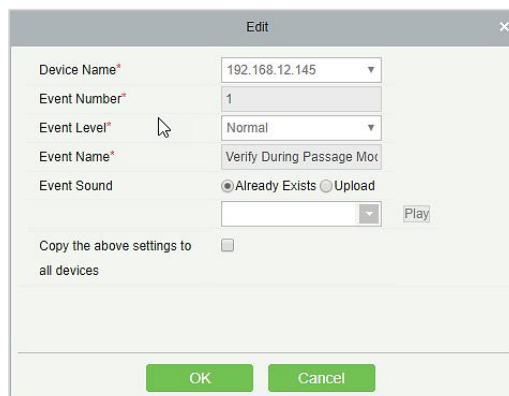 Edit
Device Name* 192.168.12.145
Event Number* 1
Event Level* Normal
Event Name* Verify During Passage Moc
Event Sound Already Exists Upload
Play
Copy the above settings to
all devices
OK Cancel